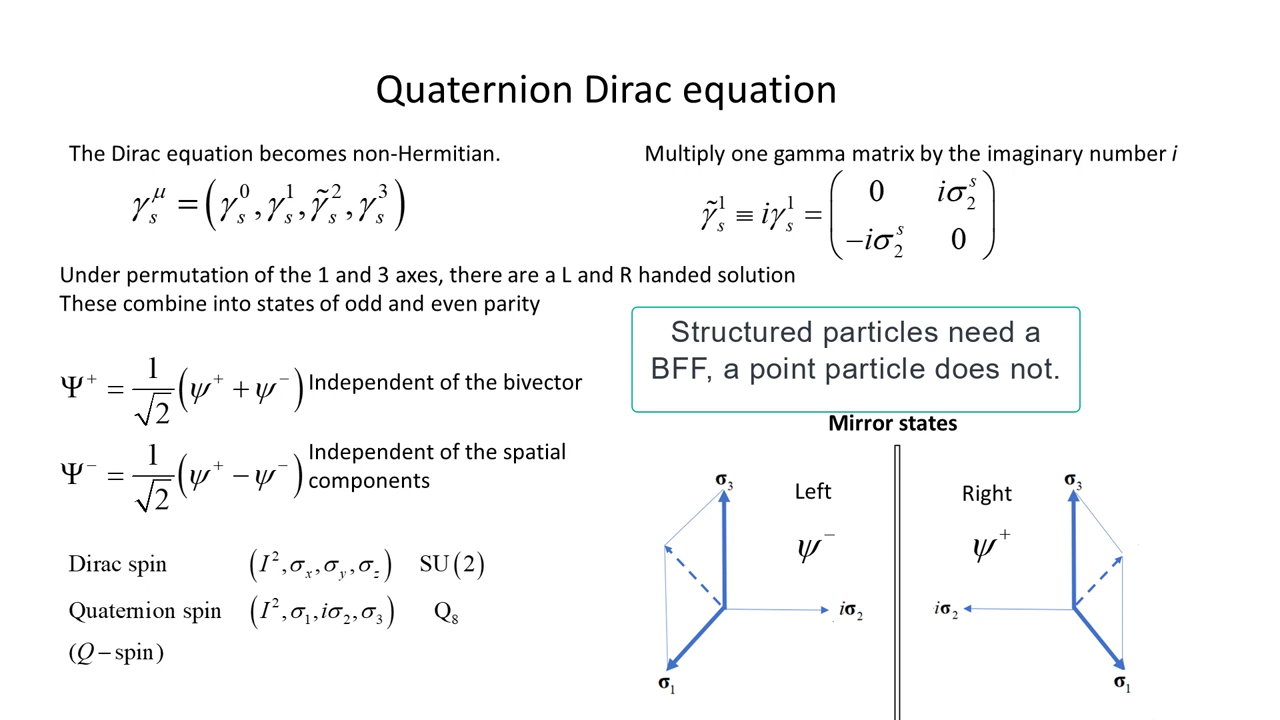 Quaternion Dirac equation
The Dirac equation becomes non-Hermitian.
γ_s^μ = (γ_s^0, γ_s^1, γ̃_s^2, γ_s^3)
Multiply one gamma matrix by the imaginary number i
γ̃_s^1 ≡ iγ_s^1 = ( 0 iσ_2^s
−iσ_2^s 0 )
Under permutation of the 1 and 3 axes, there are a L and R handed solution
These combine into states of odd and even parity
Structured particles need a
BFF, a point particle does not.
Ψ⁺ = 1/√2 (ψ⁺ + ψ⁻) Independent of the bivector
Ψ⁻ = 1/√2 (ψ⁺ − ψ⁻) Independent of the spatial
components
Dirac spin (I², σ_x, σ_y, σ_z) SU(2)
Quaternion spin (I², σ_1, iσ_2, σ_3) Q_8
(Q−spin)
Mirror states
σ_3
Left
ψ⁻
iσ_2
σ_1
σ_3
Right
ψ⁺
iσ_2
σ_1